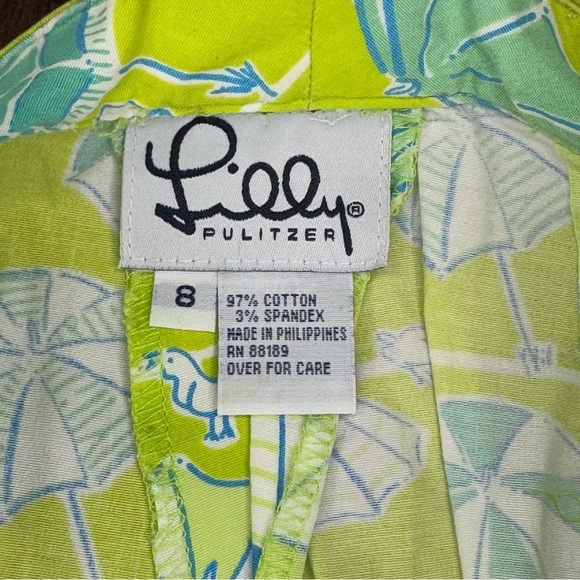 Lilly®
PULITZER
8
97% COTTON
3% SPANDEX
MADE IN PHILIPPINES
RN 88189
OVER FOR CARE